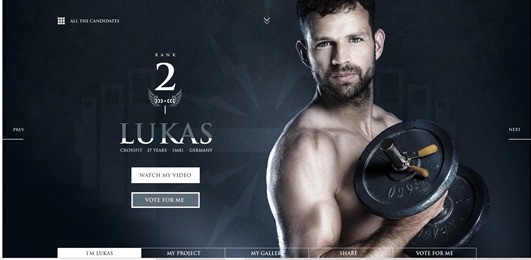 ALL THE CANDIDATES
RANK
2
LUKAS
CROSSFIT 27 YEARS 1M81 GERMANY
PREV
NEXT
WATCH MY VIDEO
VOTE FOR ME
I'M LUKAS MY PROJECT MY GALLERY SHARE VOTE FOR ME